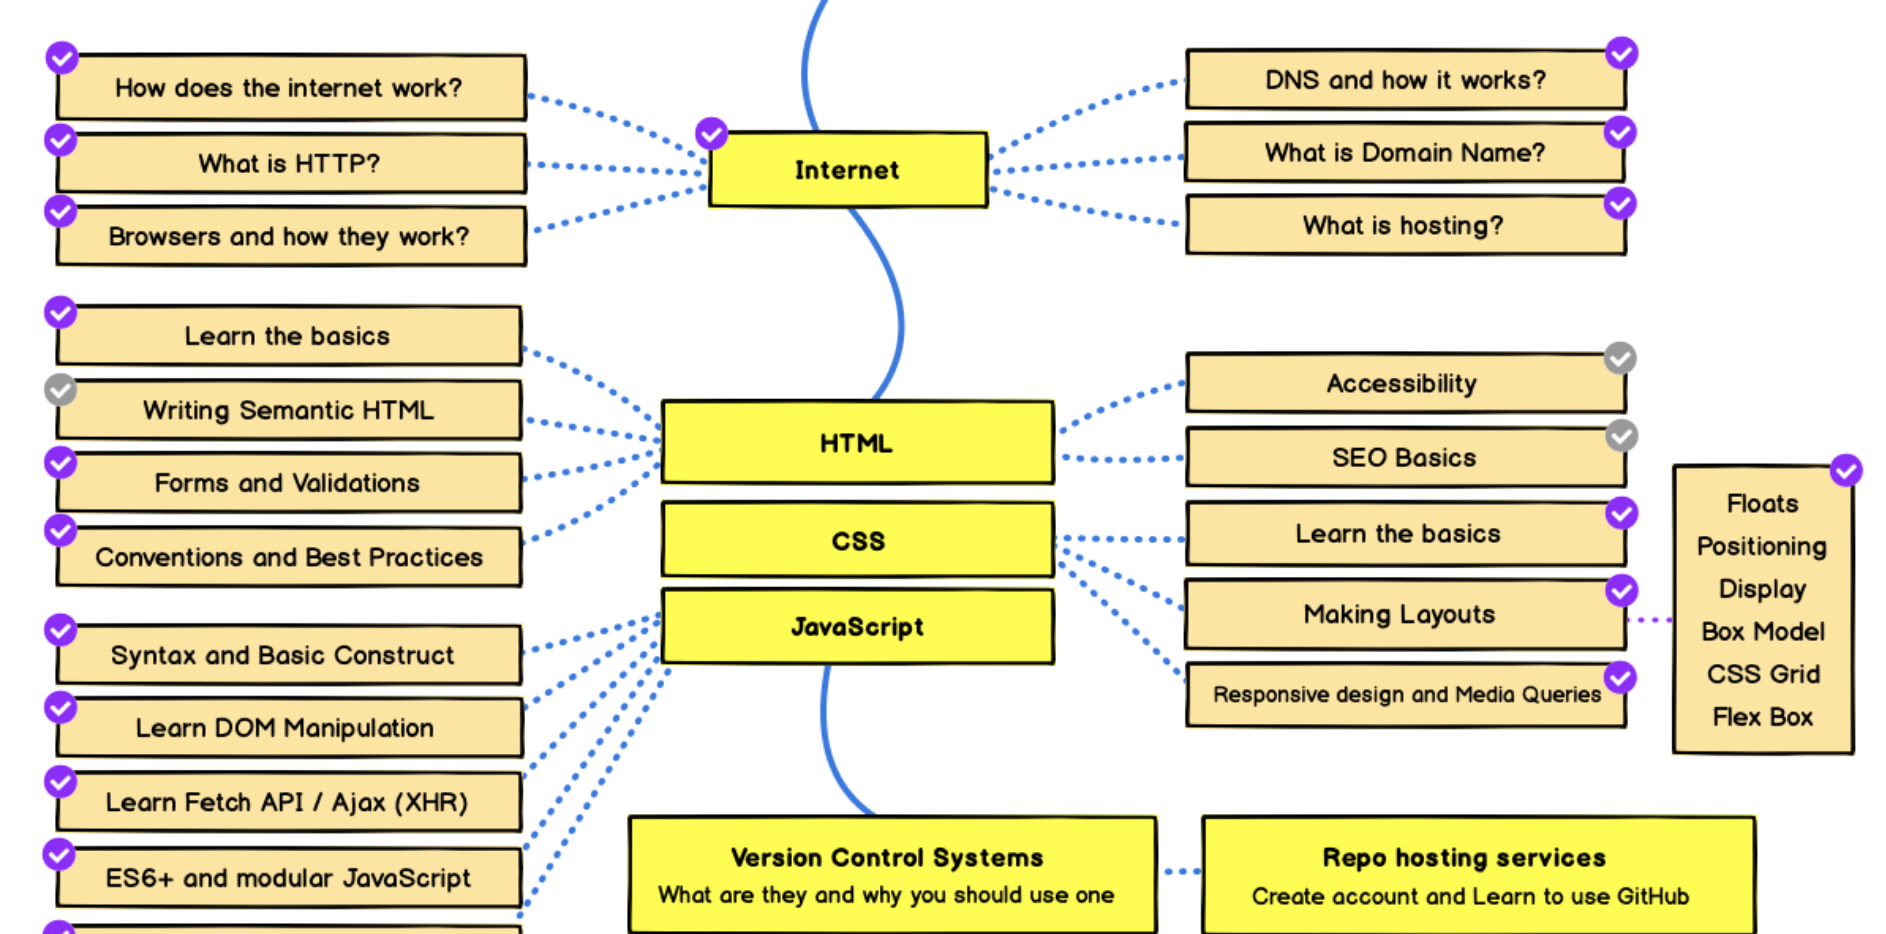 How does the internet work?
What is HTTP?
Browsers and how they work?
Internet
DNS and how it works?
What is Domain Name?
What is hosting?
Learn the basics
Writing Semantic HTML
Forms and Validations
Conventions and Best Practices
HTML
CSS
JavaScript
Accessibility
SEO Basics
Learn the basics
Making Layouts
Responsive design and Media Queries
Floats
Positioning
Display
Box Model
CSS Grid
Flex Box
Syntax and Basic Construct
Learn DOM Manipulation
Learn Fetch API / Ajax (XHR)
ES6+ and modular JavaScript
Version Control Systems
What are they and why you should use one
Repo hosting services
Create account and Learn to use GitHub